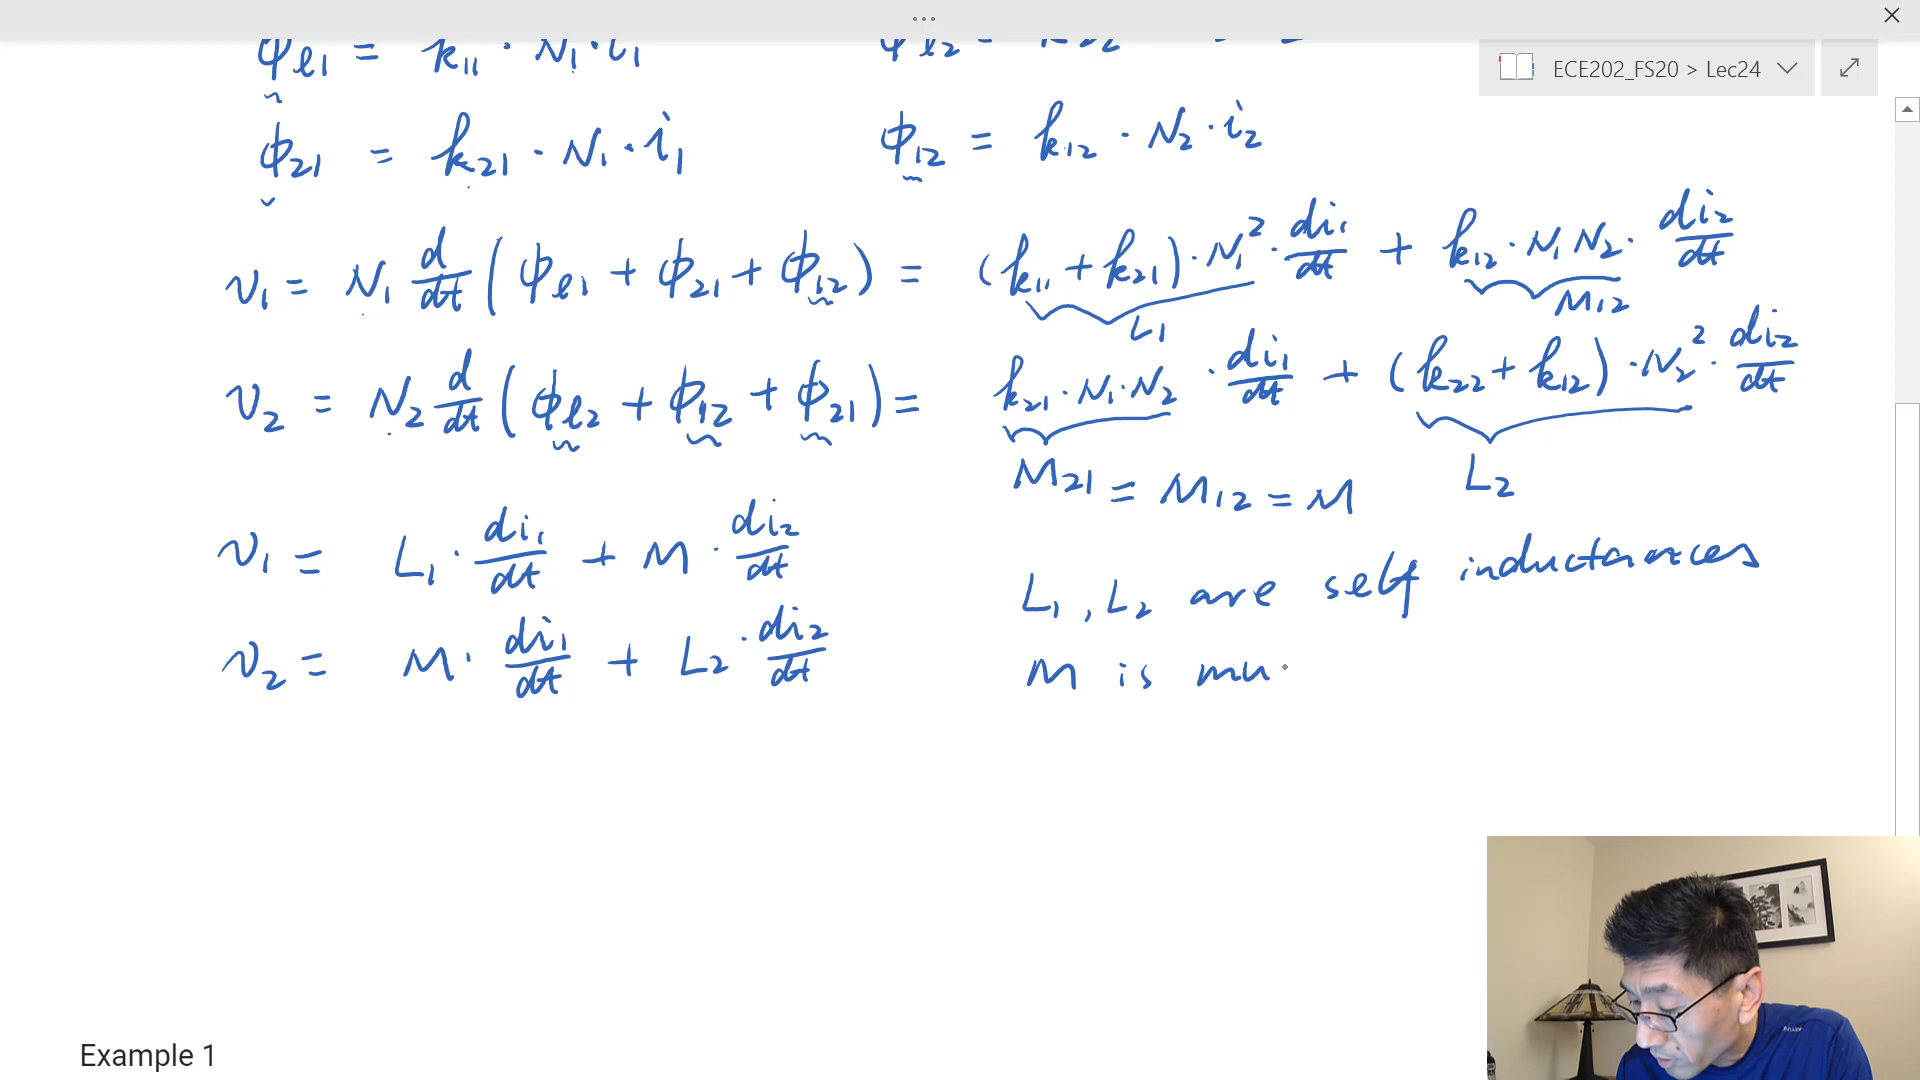 ECE202_FS20 > Lec24
φℓ1 = k11 · N1 · i1
φ21 = k21 · N1 · i1
φ12 = k12 · N2 · i2
v1 = N1 d/dt (φℓ1 + φ21 + φ12) = (k11 + k21) · N1² · di1/dt + k12 · N1 N2 · di2/dt
L1
M12
v2 = N2 d/dt (φℓ2 + φ12 + φ21) = k21 · N1 · N2 · di1/dt + (k22 + k12) · N2² · di2/dt
M21 = M12 = M
L2
v1 = L1 · di1/dt + M · di2/dt
v2 = M · di1/dt + L2 · di2/dt
L1, L2 are self inductances
M is mu
Example 1